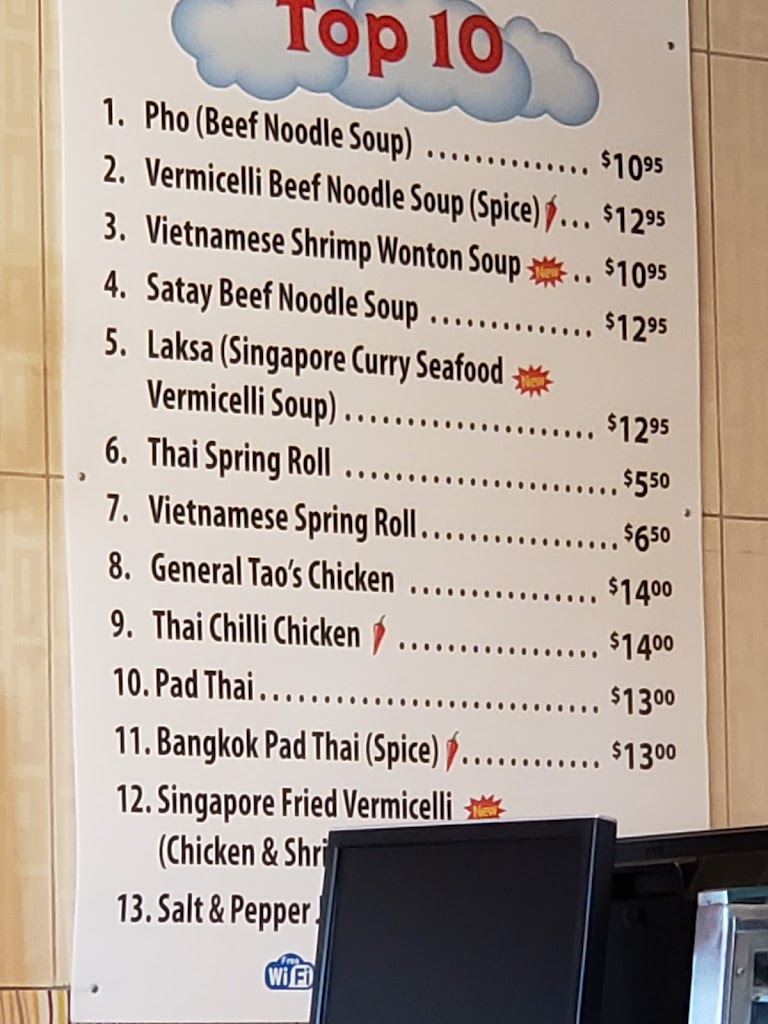 Top 10
1. Pho (Beef Noodle Soup) .............. $10.95
2. Vermicelli Beef Noodle Soup (Spice) ... $12.95
3. Vietnamese Shrimp Wonton Soup New .. $10.95
4. Satay Beef Noodle Soup .............. $12.95
5. Laksa (Singapore Curry Seafood New
Vermicelli Soup) ...................... $12.95
6. Thai Spring Roll ........................ $5.50
7. Vietnamese Spring Roll ................. $6.50
8. General Tao's Chicken ................ $14.00
9. Thai Chilli Chicken ................. $14.00
10. Pad Thai ............................. $13.00
11. Bangkok Pad Thai (Spice) ............ $13.00
12. Singapore Fried Vermicelli New
(Chicken &
13. Salt & Pepper
Free
WiFi